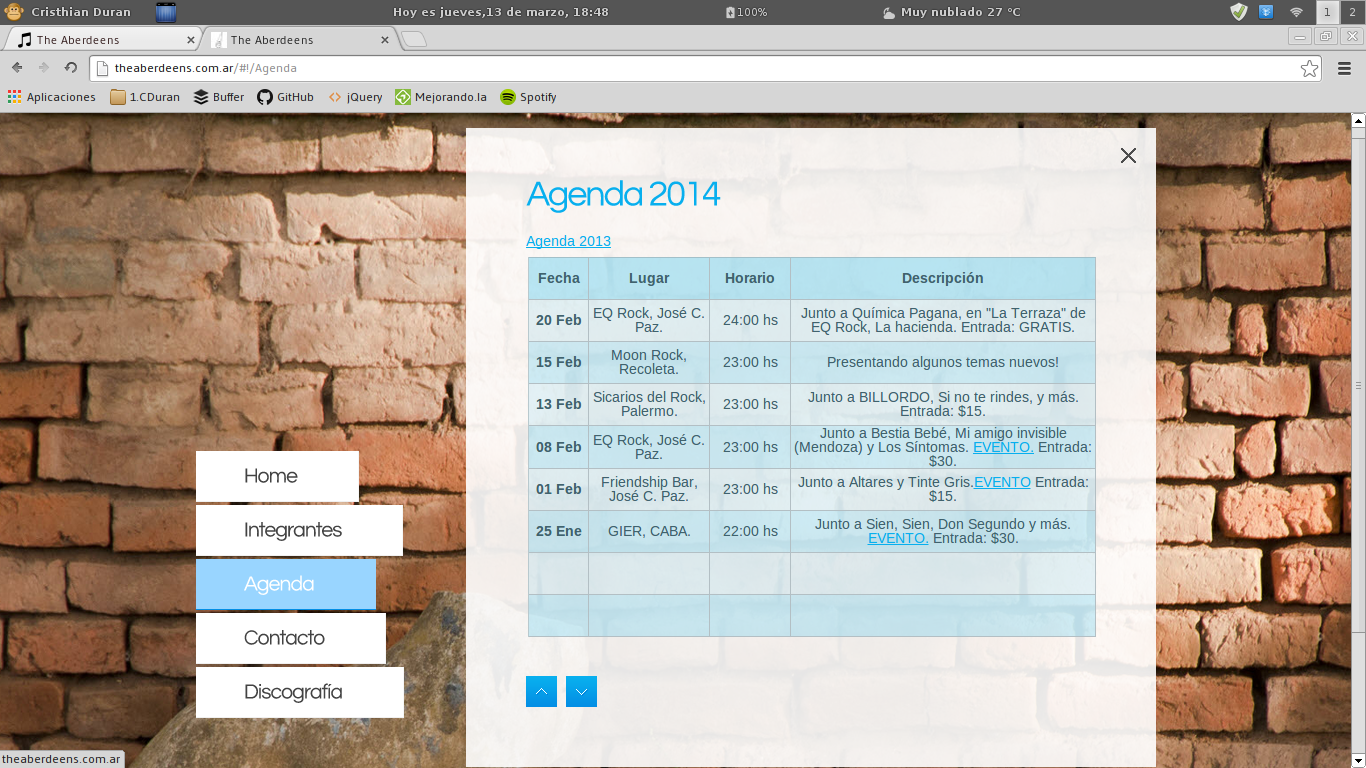 Cristhian Duran
Hoy es jueves,13 de marzo, 18:48
100%
Muy nublado 27 °C
1
2
The Aberdeens
The Aberdeens
theaberdeens.com.ar/#!/Agenda
Aplicaciones
1.CDuran
Buffer
GitHub
jQuery
Mejorando.la
Spotify
Agenda 2014
Agenda 2013
Fecha
Lugar
Horario
Descripción
20 Feb
EQ Rock, José C.
Paz.
24:00 hs
Junto a Química Pagana, en "La Terraza" de
EQ Rock, La hacienda. Entrada: GRATIS.
15 Feb
Moon Rock,
Recoleta.
23:00 hs
Presentando algunos temas nuevos!
13 Feb
Sicarios del Rock,
Palermo.
23:00 hs
Junto a BILLORDO, Si no te rindes, y más.
Entrada: $15.
08 Feb
EQ Rock, José C.
Paz.
23:00 hs
Junto a Bestia Bebé, Mi amigo invisible
(Mendoza) y Los Síntomas. EVENTO. Entrada:
$30.
01 Feb
Friendship Bar,
José C. Paz.
23:00 hs
Junto a Altares y Tinte Gris.EVENTO Entrada:
$15.
25 Ene
GIER, CABA.
22:00 hs
Junto a Sien, Sien, Don Segundo y más.
EVENTO. Entrada: $30.
Home
Integrantes
Agenda
Contacto
Discografía
theaberdeens.com.ar